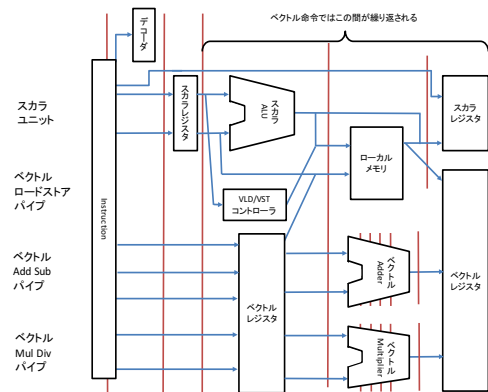 ベクトル命令ではこの間が繰り返される
デコーダ
スカラ
ユニット
スカラレジスタ
スカラ
ALU
スカラ
レジスタ
ローカル
メモリ
ベクトル
ロードストア
パイプ
Instruction
VLD/VST
コントローラ
ベクトル
Add Sub
パイプ
ベクトル
レジスタ
ベクトル
Adder
ベクトル
レジスタ
ベクトル
Mul Div
パイプ
ベクトル
Multiplier